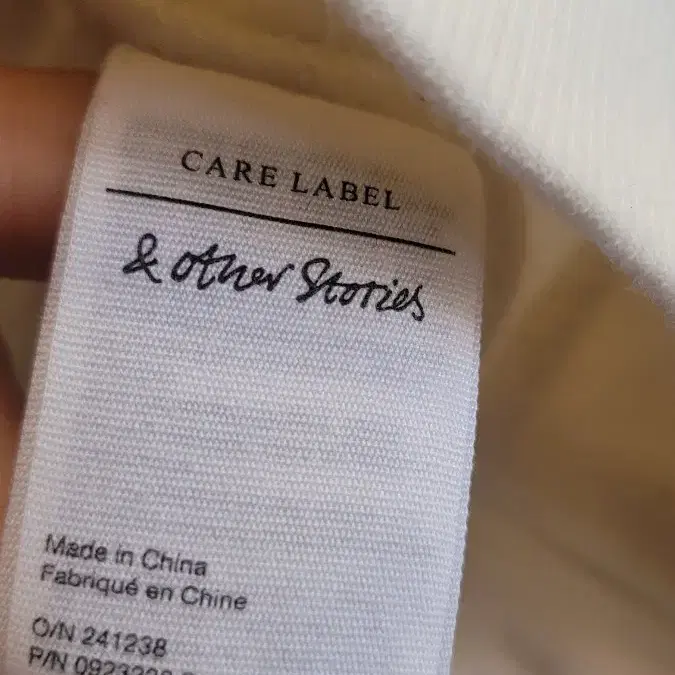 CARE LABEL
& other Stories
Made in China
Fabriqué en Chine
O/N 241238
P/N